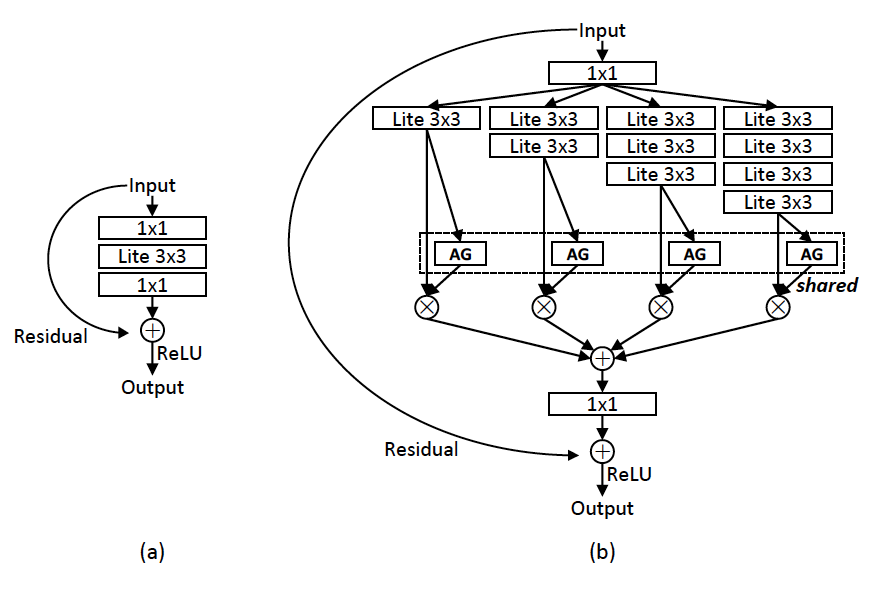 Input
1x1
Lite 3x3
1x1
Residual
ReLU
Output
(a)
Input
1x1
Lite 3x3 Lite 3x3 Lite 3x3 Lite 3x3
Lite 3x3 Lite 3x3 Lite 3x3
Lite 3x3 Lite 3x3
Lite 3x3
AG AG AG AG
shared
1x1
Residual
ReLU
Output
(b)